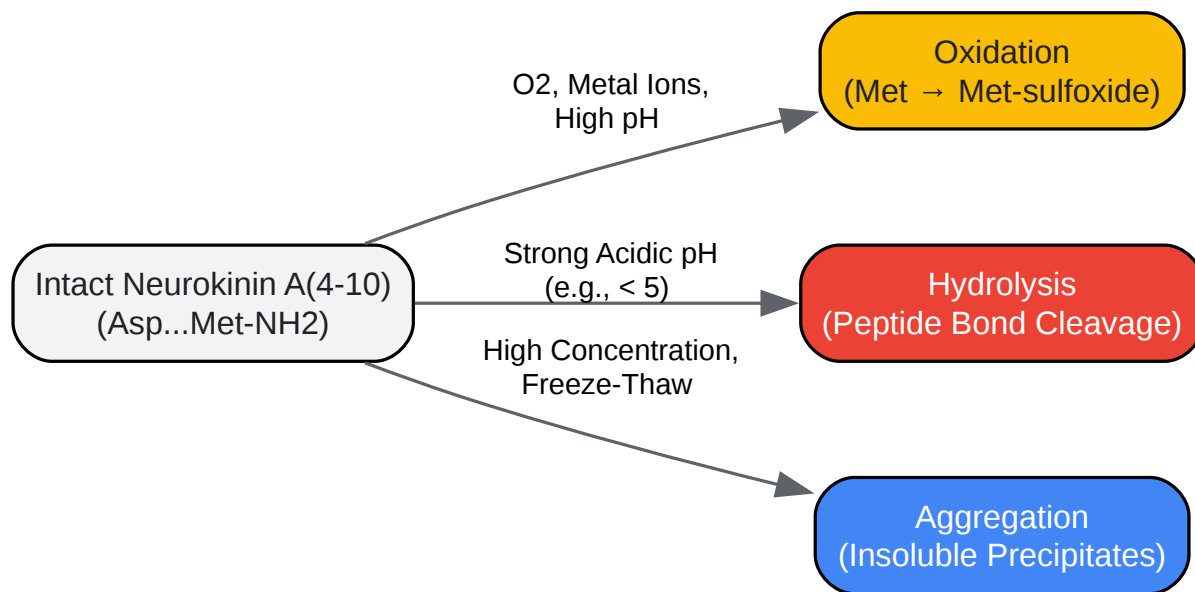 Oxidation
(Met → Met-sulfoxide)
O2, Metal Ions,
High pH
Intact Neurokinin A(4-10)
(Asp...Met-NH2)
Strong Acidic pH
(e.g., < 5)
Hydrolysis
(Peptide Bond Cleavage)
High Concentration,
Freeze-Thaw
Aggregation
(Insoluble Precipitates)